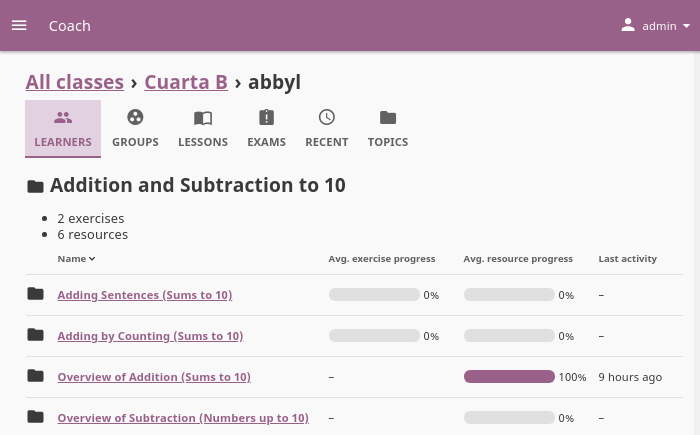 Coach
admin
All classes › Cuarta B › abbyl
LEARNERS GROUPS LESSONS EXAMS RECENT TOPICS
Addition and Subtraction to 10
• 2 exercises
• 6 resources
Name Avg. exercise progress Avg. resource progress Last activity
Adding Sentences (Sums to 10) 0% 0% –
Adding by Counting (Sums to 10) 0% 0% –
Overview of Addition (Sums to 10) – 100% 9 hours ago
Overview of Subtraction (Numbers up to 10) – 0% –